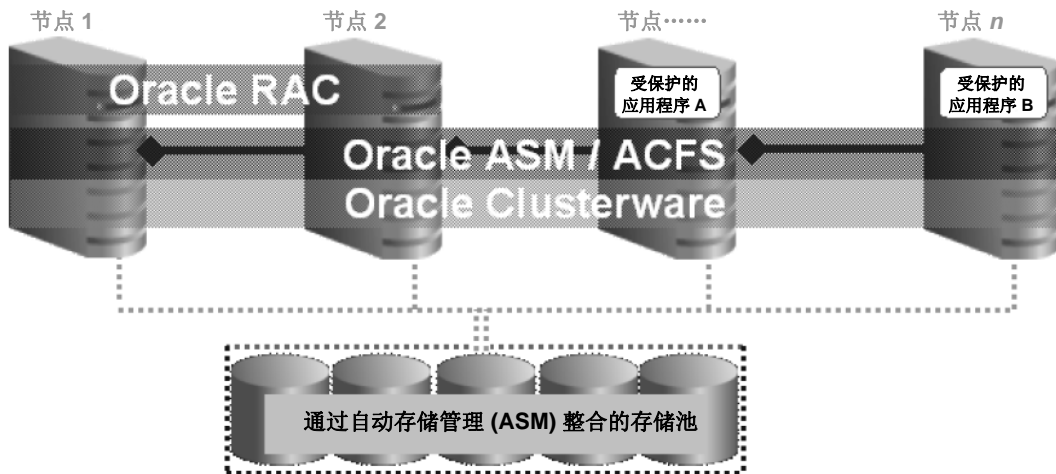 节点 1
节点 2
节点······
节点 n
Oracle RAC
受保护的
应用程序 A
受保护的
应用程序 B
Oracle ASM / ACFS
Oracle Clusterware
通过自动存储管理 (ASM) 整合的存储池